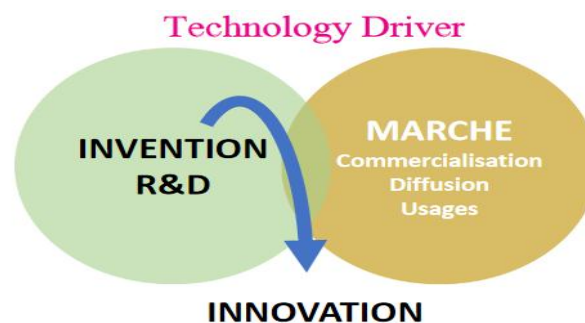 Technology Driver
INVENTION
R&D
MARCHE
Commercialisation
Diffusion
Usages
INNOVATION